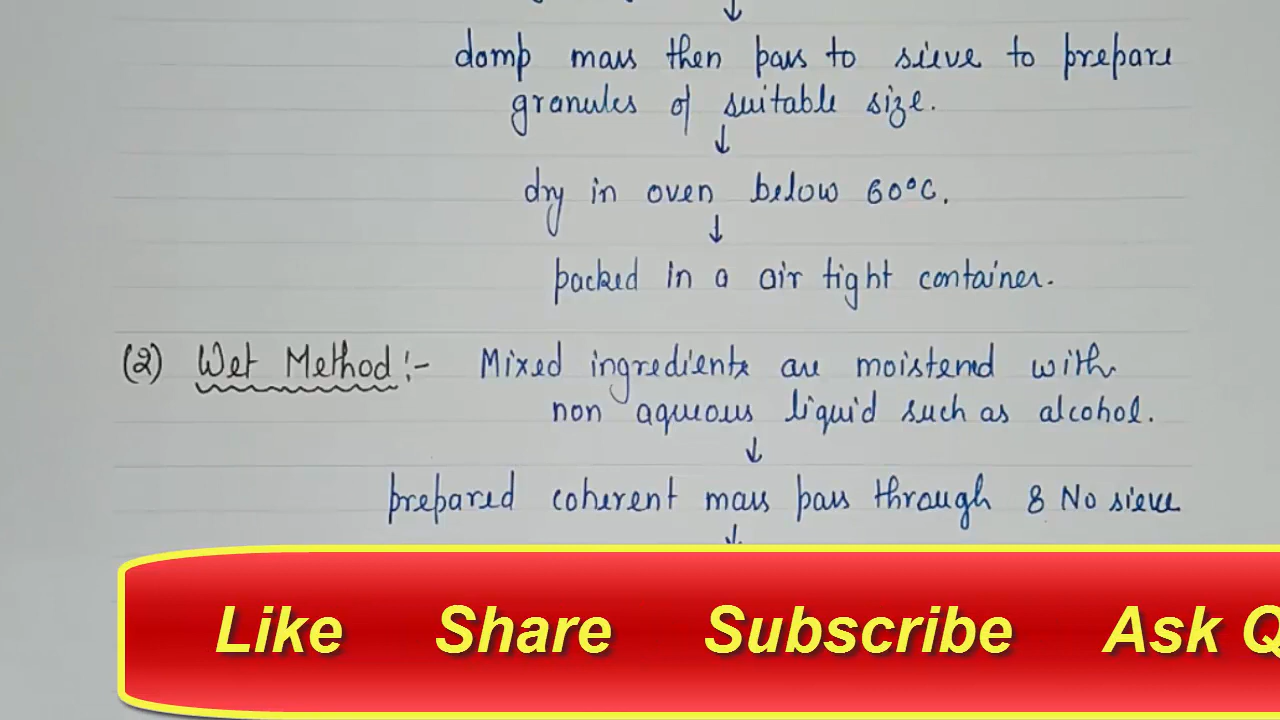 ↓
damp mass then pass to sieve to prepare
granules of suitable size.
↓
dry in oven below 60°C.
↓
packed in a air tight container.
(2) Wet Method :- Mixed ingredients are moistened with
non aqueous liquid such as alcohol.
↓
prepared coherent mass pass through 8 No sieve
↓
Like Share Subscribe Ask Q